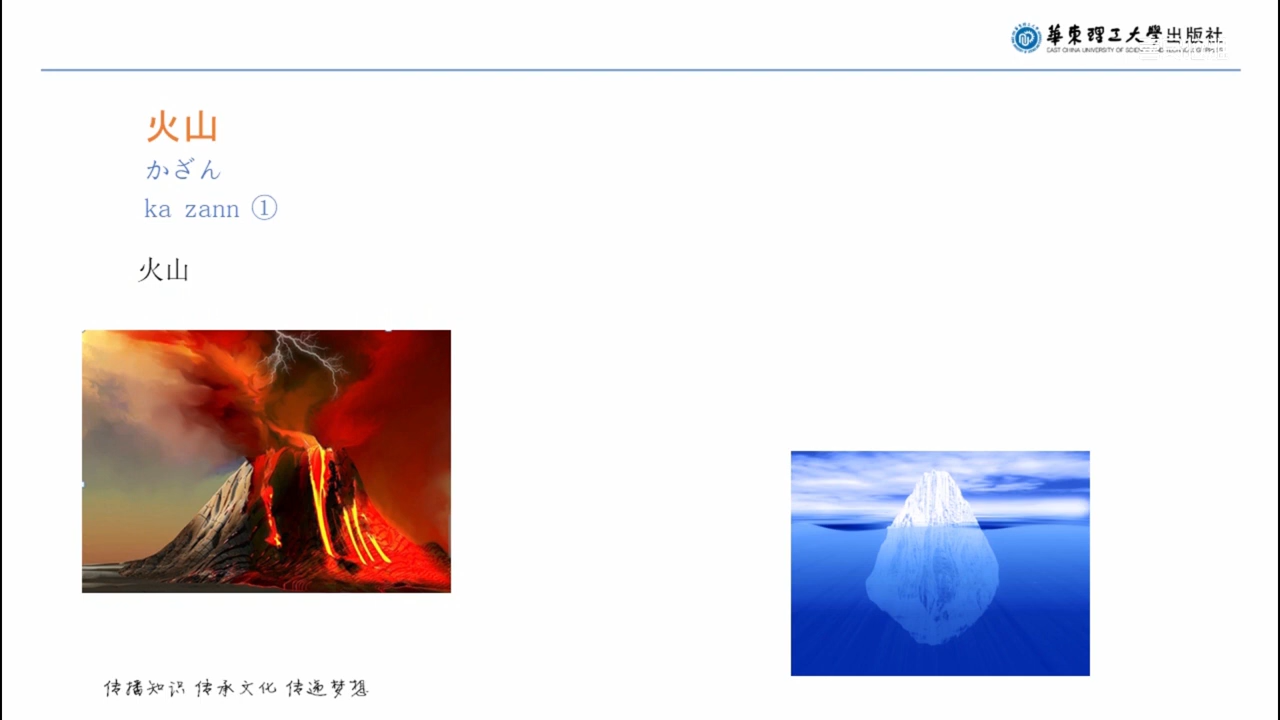 華東理工大學出版社
火山
かざん
ka zann ①
火山
传播知识 传承文化 传递梦想